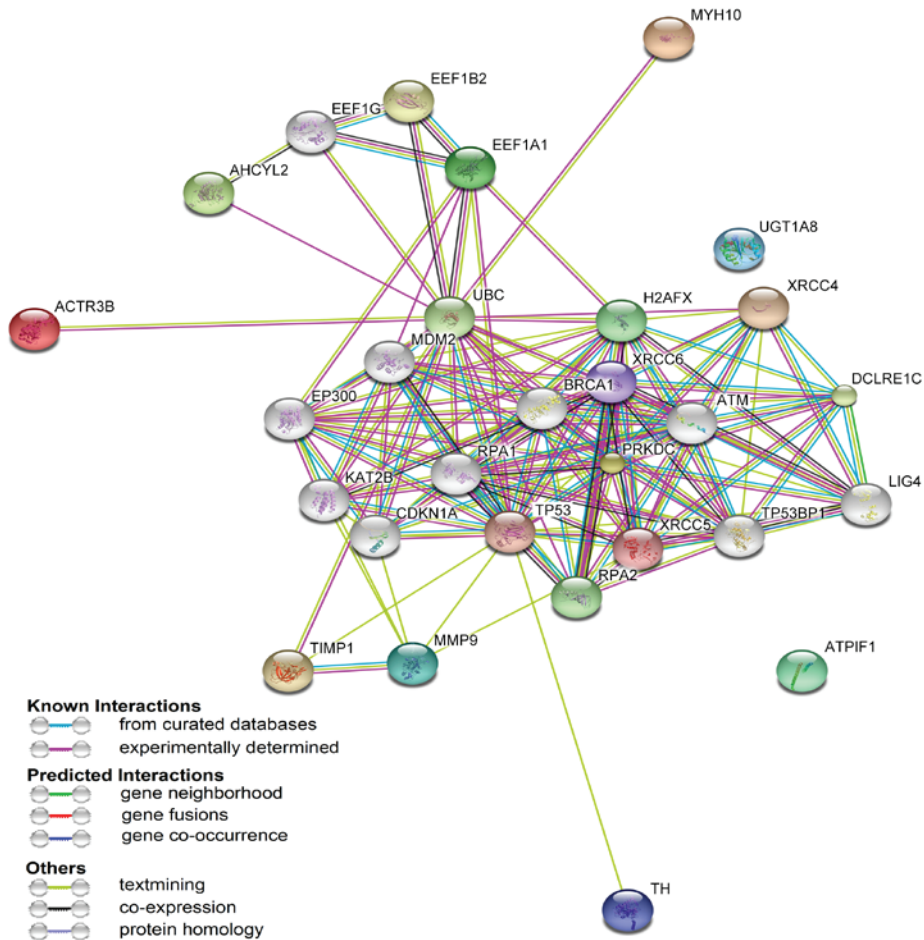 MYH10
EEF1B2
EEF1G
EEF1A1
AHCYL2
UGT1A8
XRCC4
UBC
H2AFX
ACTR3B
MDM2
XRCC6
DCLRE1C
BRCA1
ATM
EP300
PRKDC
RPA1
LIG4
KAT2B
CDKN1A
TP53
XRCC5
TP53BP1
RPA2
TIMP1
MMP9
ATPIF1
Known Interactions
from curated databases
experimentally determined
Predicted Interactions
gene neighborhood
gene fusions
gene co-occurrence
Others
textmining
co-expression
protein homology
TH